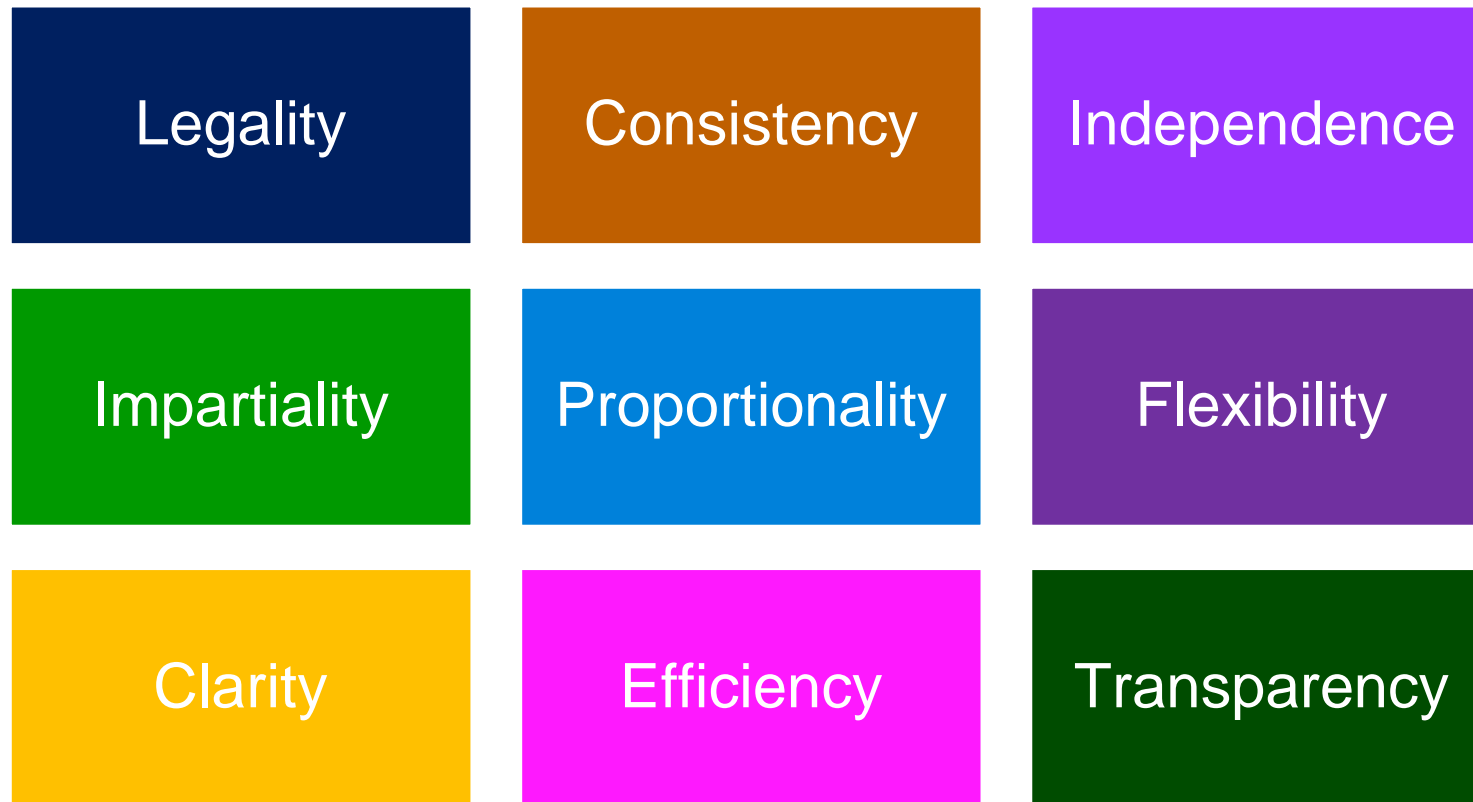 Legality
Consistency
Independence
Impartiality
Proportionality
Flexibility
Clarity
Efficiency
Transparency